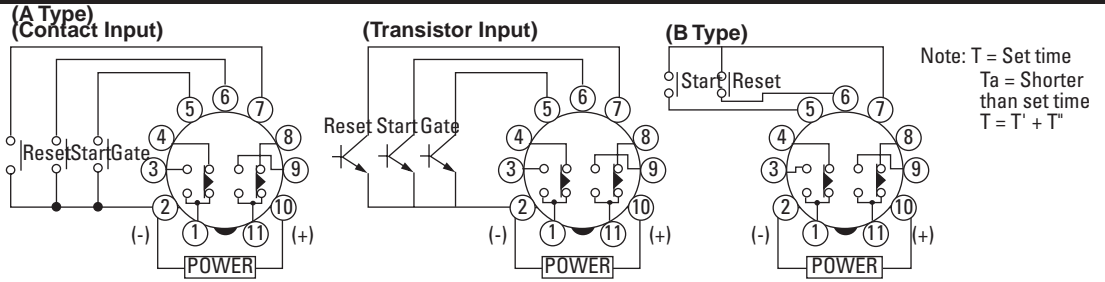 (A Type)
(Contact Input)
Reset Start Gate
5 6 7
4 8
3 9
2 10
(-) 1 11 (+)
POWER
(Transistor Input)
Reset Start Gate
5 6 7
4 8
3 9
2 10
(-) 1 11 (+)
POWER
(B Type)
Start Reset
5 6 7
4 8
3 9
2 10
(-) 1 11 (+)
POWER
Note: T = Set time
Ta = Shorter
than set time
T = T' + T"